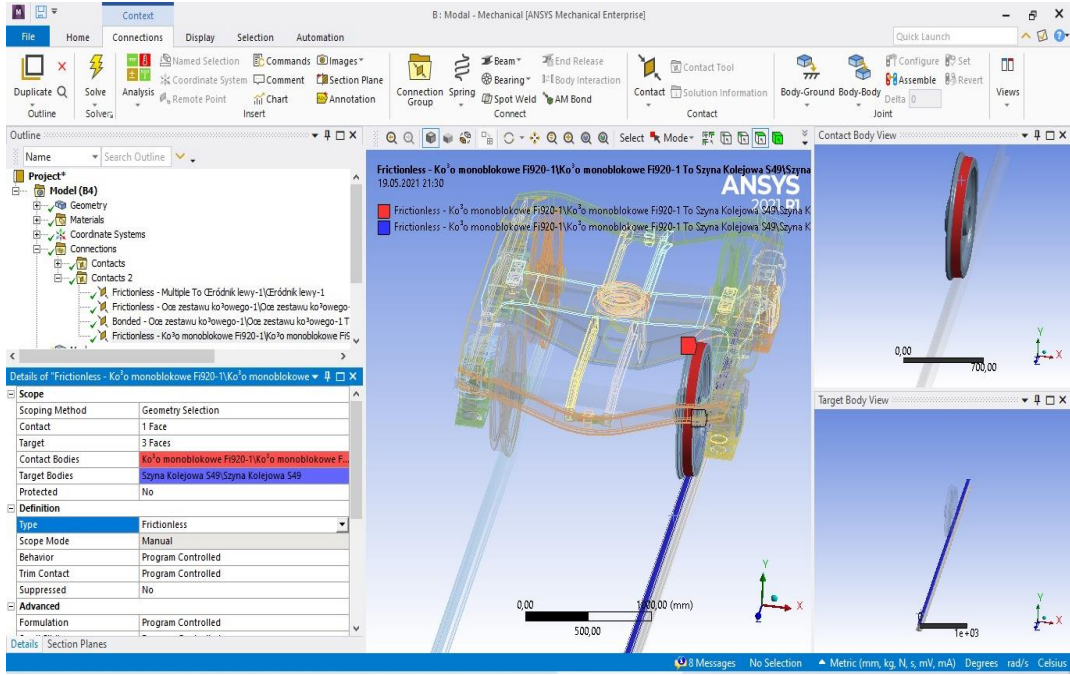 B : Modal - Mechanical [ANSYS Mechanical Enterprise]
Context
File Home Connections Display Selection Automation
Quick Launch
Duplicate
Outline
Solve
Solver
Analysis
Named Selection
Coordinate System
Remote Point
Commands
Comment
Chart
Images
Section Plane
Annotation
Insert
Connection Group
Spring
Beam
Bearing
Spot Weld
End Release
Body Interaction
AM Bond
Connect
Contact
Contact Tool
Solution Information
Contact
Body-Ground
Body-Body
Configure
Set
Assemble
Revert
Delta 0
Joint
Views
Outline
Name
Search Outline
Project*
Model (B4)
Geometry
Materials
Coordinate Systems
Connections
Contacts
Contacts 2
Frictionless - Multiple To Œródnik lewy-1\Œródnik lewy-1
Frictionless - Oœ zestawu ko³owego-1\Oœ zestawu ko³owego-
Bonded - Oœ zestawu ko³owego-1\Oœ zestawu ko³owego-1 T
Frictionless - Ko³o monoblokowe Fi920-1\Ko³o monoblokowe Fi9
Details of "Frictionless - Ko³o monoblokowe Fi920-1\Ko³o monoblokowe
Scope
Scoping Method Geometry Selection
Contact 1 Face
Target 3 Faces
Contact Bodies Ko³o monoblokowe Fi920-1\Ko³o monoblokowe F...
Target Bodies Szyna Kolejowa S49\Szyna Kolejowa S49
Protected No
Definition
Type Frictionless
Scope Mode Manual
Behavior Program Controlled
Trim Contact Program Controlled
Suppressed No
Advanced
Formulation Program Controlled
Details Section Planes
Select Mode
Frictionless - Ko³o monoblokowe Fi920-1\Ko³o monoblokowe Fi920-1 To Szyna Kolejowa S49\Szyna
19.05.2021 21:30
ANSYS
2021 R1
Frictionless - Ko³o monoblokowe Fi920-1\Ko³o monoblokowe Fi920-1 To Szyna Kolejowa S49\Szyna K
Frictionless - Ko³o monoblokowe Fi920-1\Ko³o monoblokowe Fi920-1 To Szyna Kolejowa S49\Szyna K
0,00
1000,00 (mm)
500,00
Y
X
Z
Contact Body View
0,00
700,00
Y
X
Z
Target Body View
1e+03
Y
X
Z
8 Messages No Selection Metric (mm, kg, N, s, mV, mA) Degrees rad/s Celsius